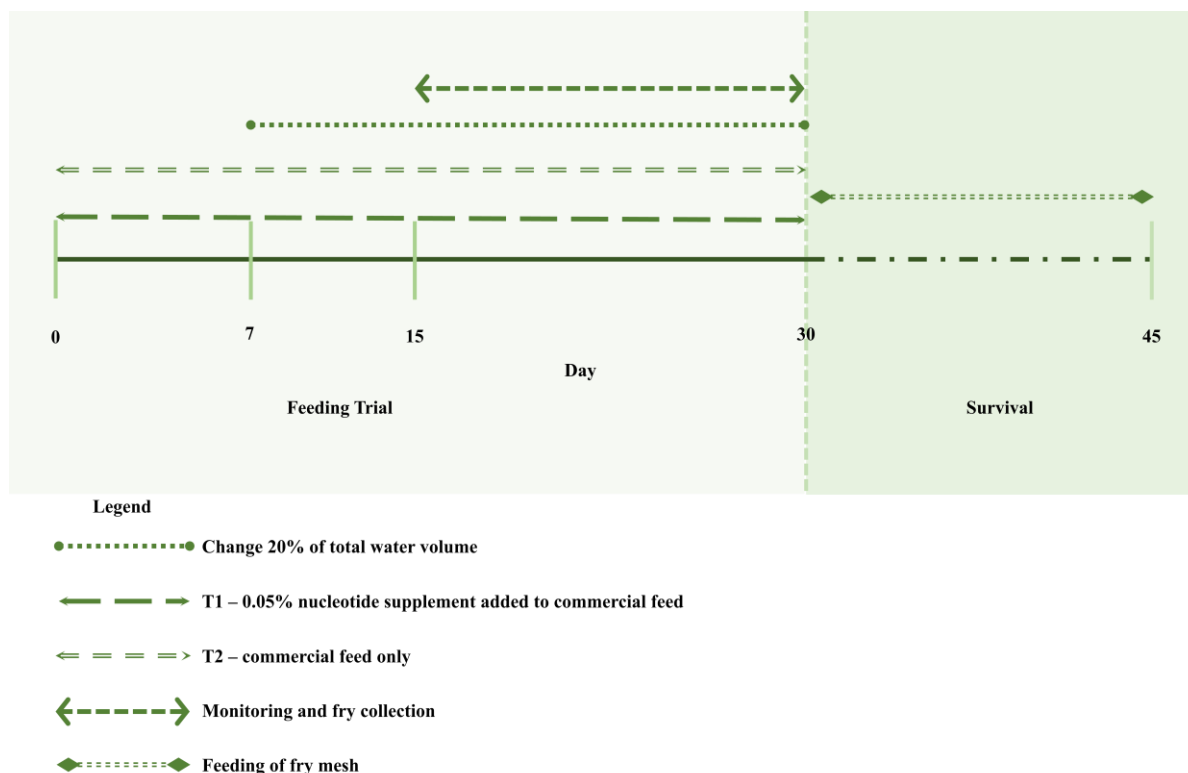 0
7
15
30
45
Day
Feeding Trial
Survival
Legend
Change 20% of total water volume
T1 – 0.05% nucleotide supplement added to commercial feed
T2 – commercial feed only
Monitoring and fry collection
Feeding of fry mesh